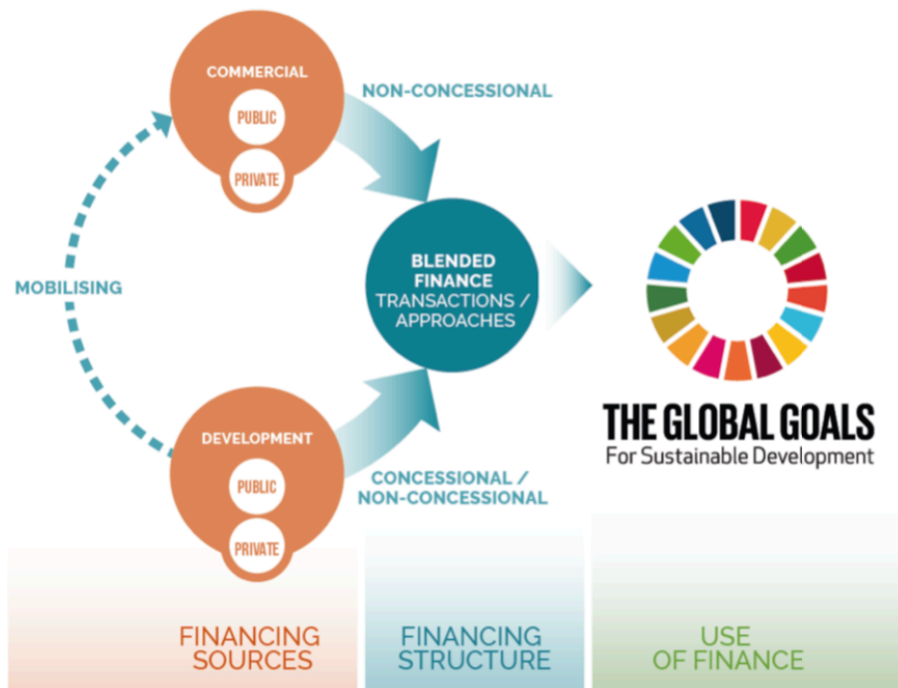 COMMERCIAL
PUBLIC
PRIVATE
NON-CONCESSIONAL
MOBILISING
BLENDED
FINANCE
TRANSACTIONS /
APPROACHES
DEVELOPMENT
PUBLIC
PRIVATE
CONCESSIONAL /
NON-CONCESSIONAL
THE GLOBAL GOALS
For Sustainable Development
FINANCING
SOURCES
FINANCING
STRUCTURE
USE
OF FINANCE